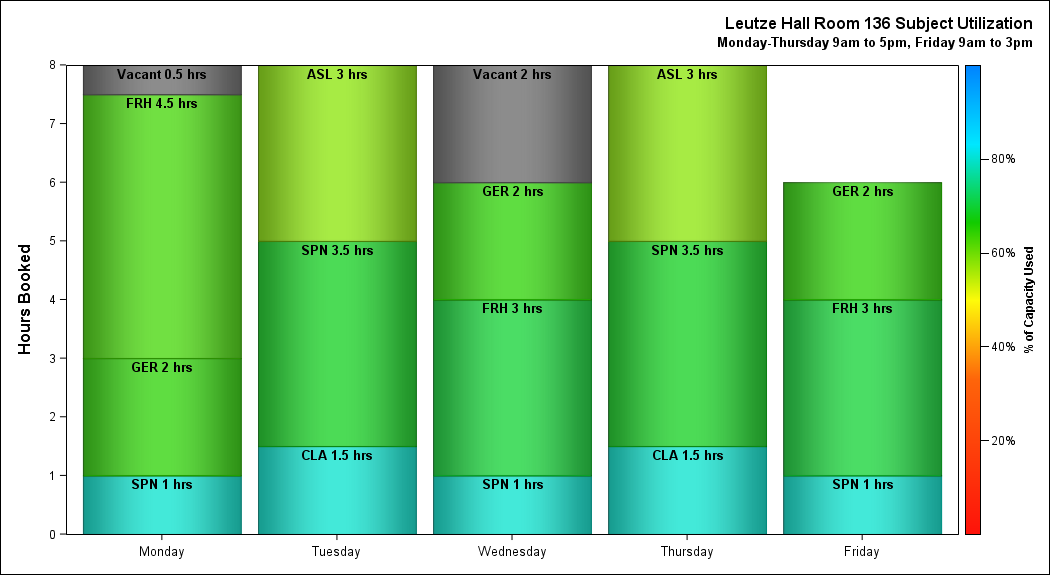 Leutze Hall Room 136 Subject Utilization
Monday-Thursday 9am to 5pm, Friday 9am to 3pm
Hours Booked
8
7
6
5
4
3
2
1
0
Vacant 0.5 hrs
FRH 4.5 hrs
GER 2 hrs
SPN 1 hrs
Monday
ASL 3 hrs
SPN 3.5 hrs
CLA 1.5 hrs
Tuesday
Vacant 2 hrs
GER 2 hrs
FRH 3 hrs
SPN 1 hrs
Wednesday
ASL 3 hrs
SPN 3.5 hrs
CLA 1.5 hrs
Thursday
GER 2 hrs
FRH 3 hrs
SPN 1 hrs
Friday
80%
60%
40%
20%
% of Capacity Used